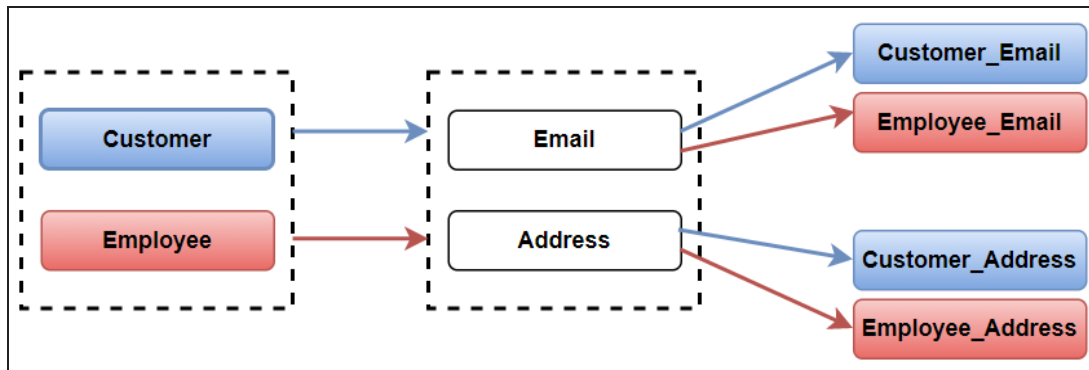 Customer
Employee
Email
Address
Customer_Email
Employee_Email
Customer_Address
Employee_Address